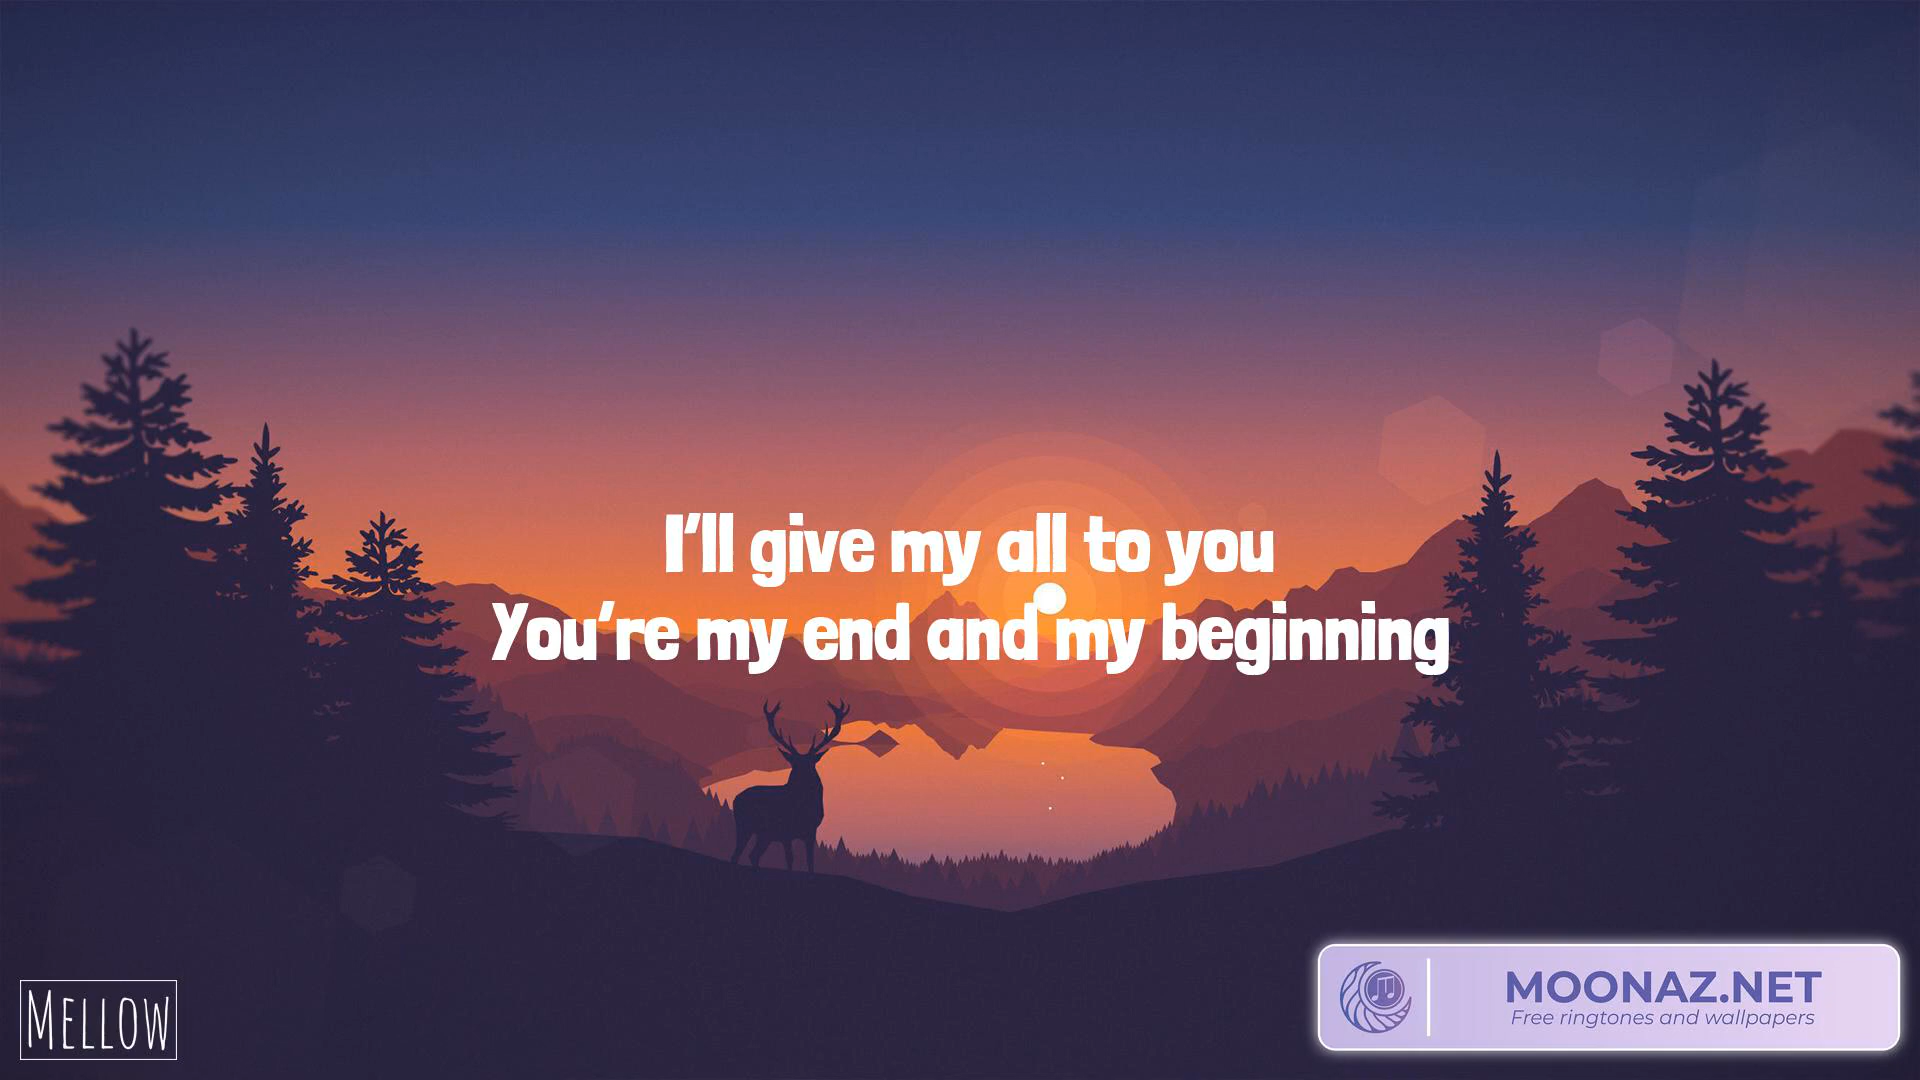 I'll give my all to you
You're my end and my beginning
MELLOW
MOONAZ.NET
Free ringtones and wallpapers